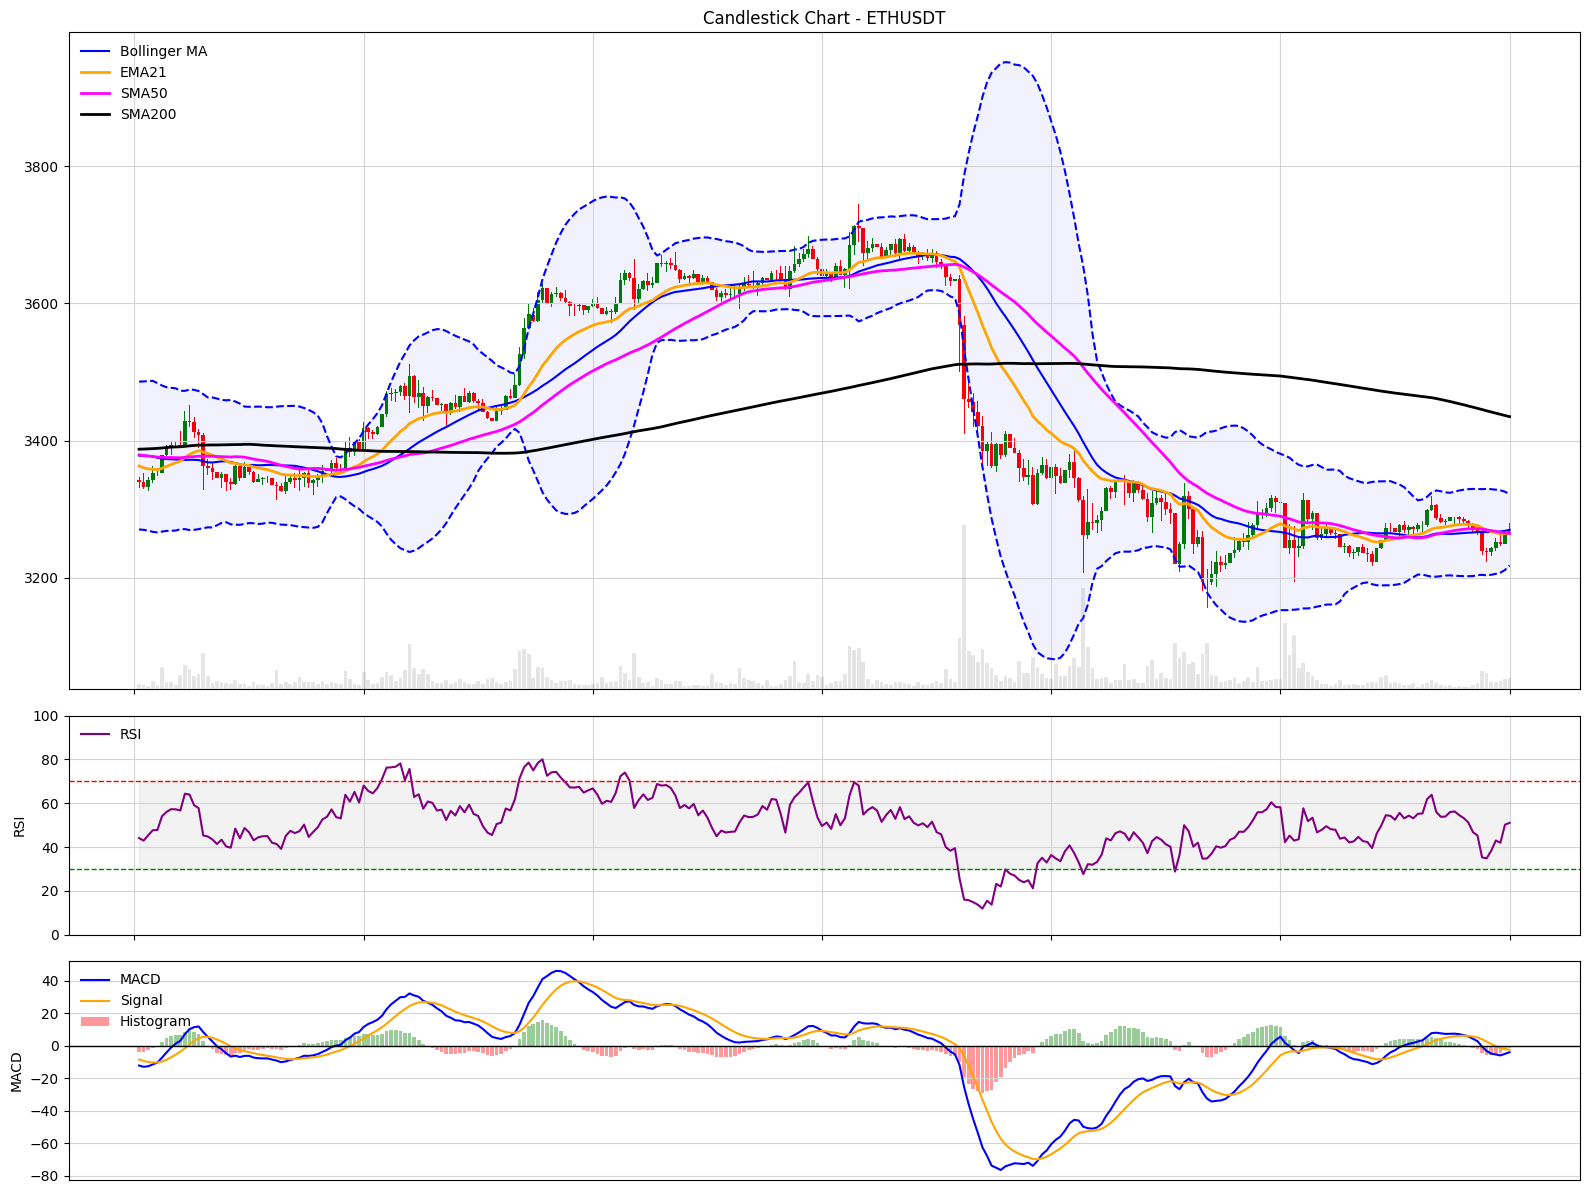 Candlestick Chart - ETHUSDT
Bollinger MA
EMA21
SMA50
SMA200
3800
3600
3400
3200
100
80
60
40
20
0
RSI
RSI
40
20
0
−20
−40
−60
−80
MACD
MACD
Signal
Histogram